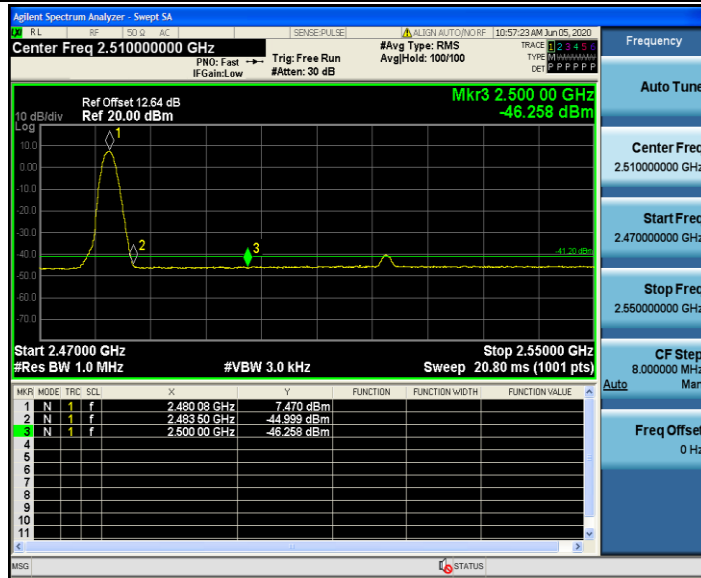 Agilent Spectrum Analyzer - Swept SA
RL RF 50 Ω AC SENSE:PULSE ALIGN AUTO/NO RF 10:57:23 AM Jun 05, 2020
Center Freq 2.510000000 GHz
PNO: Fast
IFGain:Low
Trig: Free Run
#Atten: 30 dB
#Avg Type: RMS
Avg|Hold: 100/100
TRACE 1 2 3 4 5 6
TYPE M
DET P P P P P P
Ref Offset 12.64 dB
10 dB/div Ref 20.00 dBm
Log
Mkr3 2.500 00 GHz
-46.258 dBm
10.0
0.00
-10.0
-20.0
-30.0
-40.0
-50.0
-60.0
-70.0
1
2
3
-41.20 dBm
Start 2.47000 GHz Stop 2.55000 GHz
#Res BW 1.0 MHz #VBW 3.0 kHz Sweep 20.80 ms (1001 pts)
MKR MODE TRC SCL X Y FUNCTION FUNCTION WIDTH FUNCTION VALUE
1 N 1 f 2.480 08 GHz 7.470 dBm
2 N 1 f 2.483 50 GHz -44.999 dBm
3 N 1 f 2.500 00 GHz -46.258 dBm
4
5
6
7
8
9
10
11
MSG STATUS
Frequency
Auto Tune
Center Freq
2.510000000 GHz
Start Freq
2.470000000 GHz
Stop Freq
2.550000000 GHz
CF Step
8.000000 MHz
Auto Man
Freq Offset
0 Hz